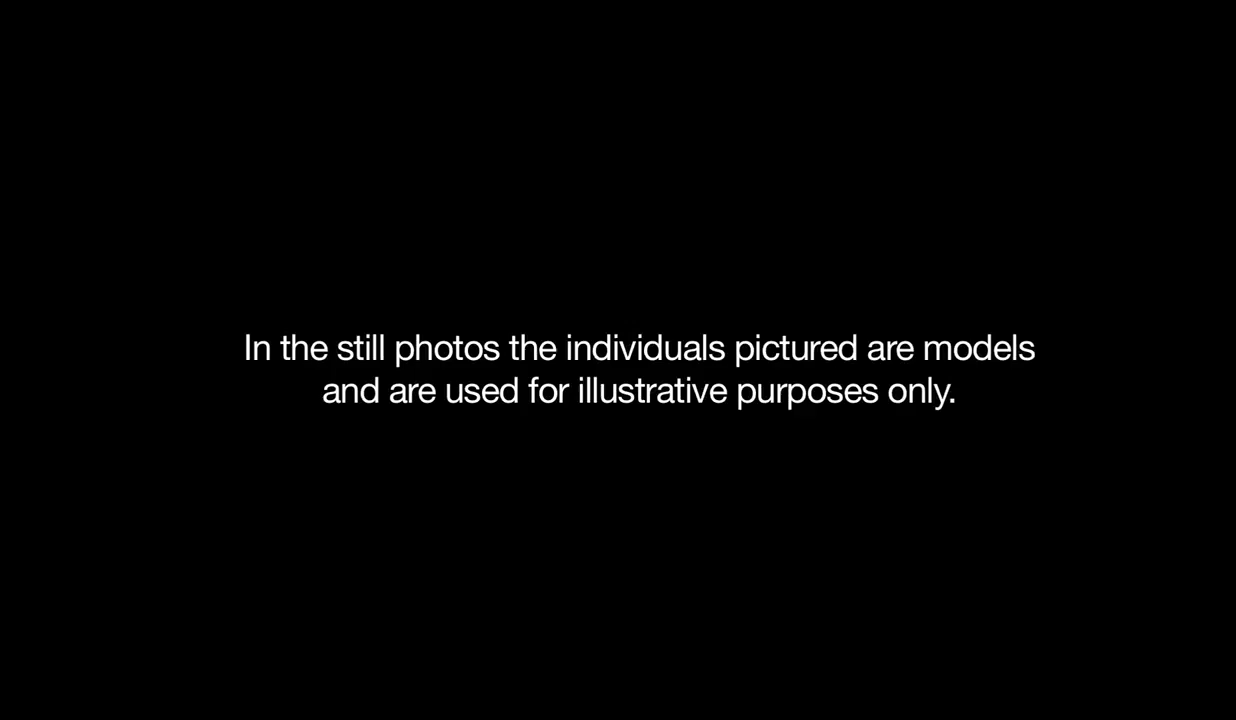 In the still photos the individuals pictured are models
and are used for illustrative purposes only.